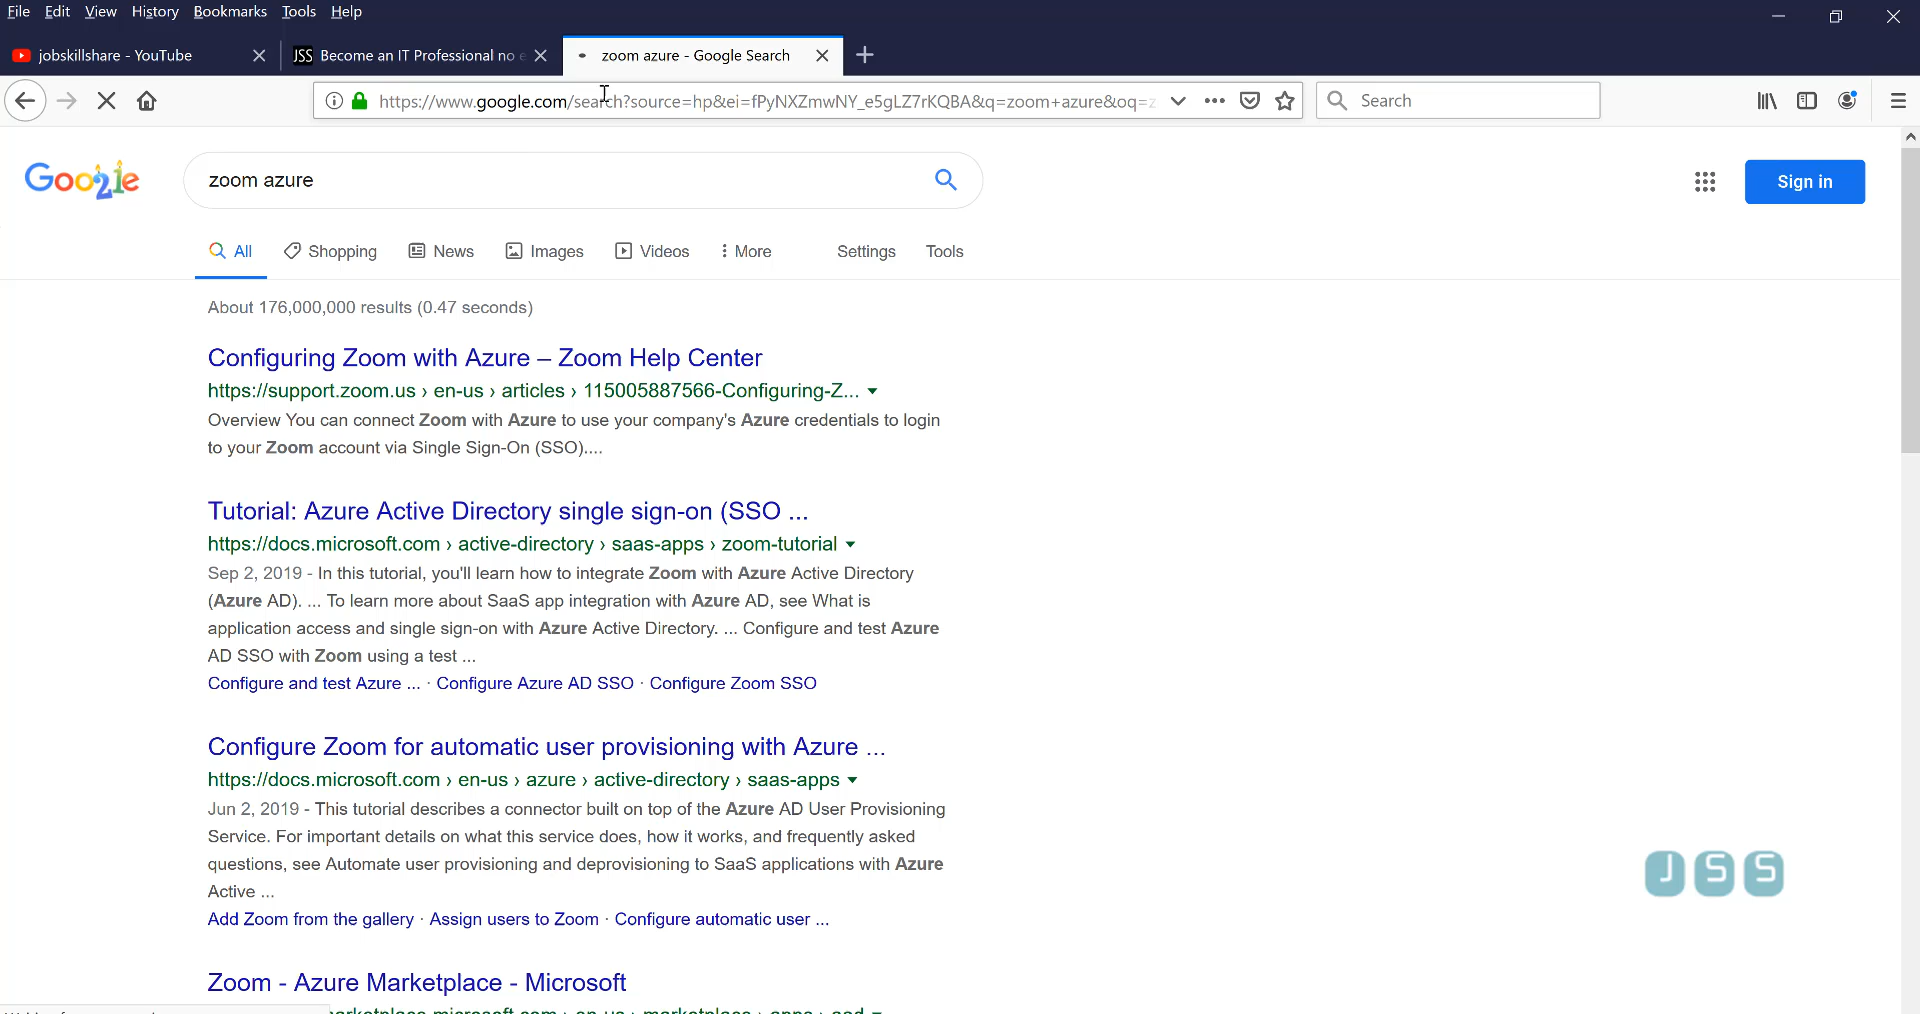 File Edit View History Bookmarks Tools Help
jobskillshare - YouTube
JSS Become an IT Professional no e
zoom azure - Google Search
https://www.google.com/search?source=hp&ei=fPyNXZmwNY_e5gLZ7rKQBA&q=zoom+azure&oq=z
Search
Google
zoom azure
Sign in
All Shopping News Images Videos More Settings Tools
About 176,000,000 results (0.47 seconds)
Configuring Zoom with Azure – Zoom Help Center
https://support.zoom.us › en-us › articles › 115005887566-Configuring-Z...
Overview You can connect Zoom with Azure to use your company's Azure credentials to login
to your Zoom account via Single Sign-On (SSO)....
Tutorial: Azure Active Directory single sign-on (SSO ...
https://docs.microsoft.com › active-directory › saas-apps › zoom-tutorial
Sep 2, 2019 - In this tutorial, you'll learn how to integrate Zoom with Azure Active Directory
(Azure AD). ... To learn more about SaaS app integration with Azure AD, see What is
application access and single sign-on with Azure Active Directory. ... Configure and test Azure
AD SSO with Zoom using a test ...
Configure and test Azure ... · Configure Azure AD SSO · Configure Zoom SSO
Configure Zoom for automatic user provisioning with Azure ...
https://docs.microsoft.com › en-us › azure › active-directory › saas-apps
Jun 2, 2019 - This tutorial describes a connector built on top of the Azure AD User Provisioning
Service. For important details on what this service does, how it works, and frequently asked
questions, see Automate user provisioning and deprovisioning to SaaS applications with Azure
Active ...
Add Zoom from the gallery · Assign users to Zoom · Configure automatic user ...
JSS
Zoom - Azure Marketplace - Microsoft